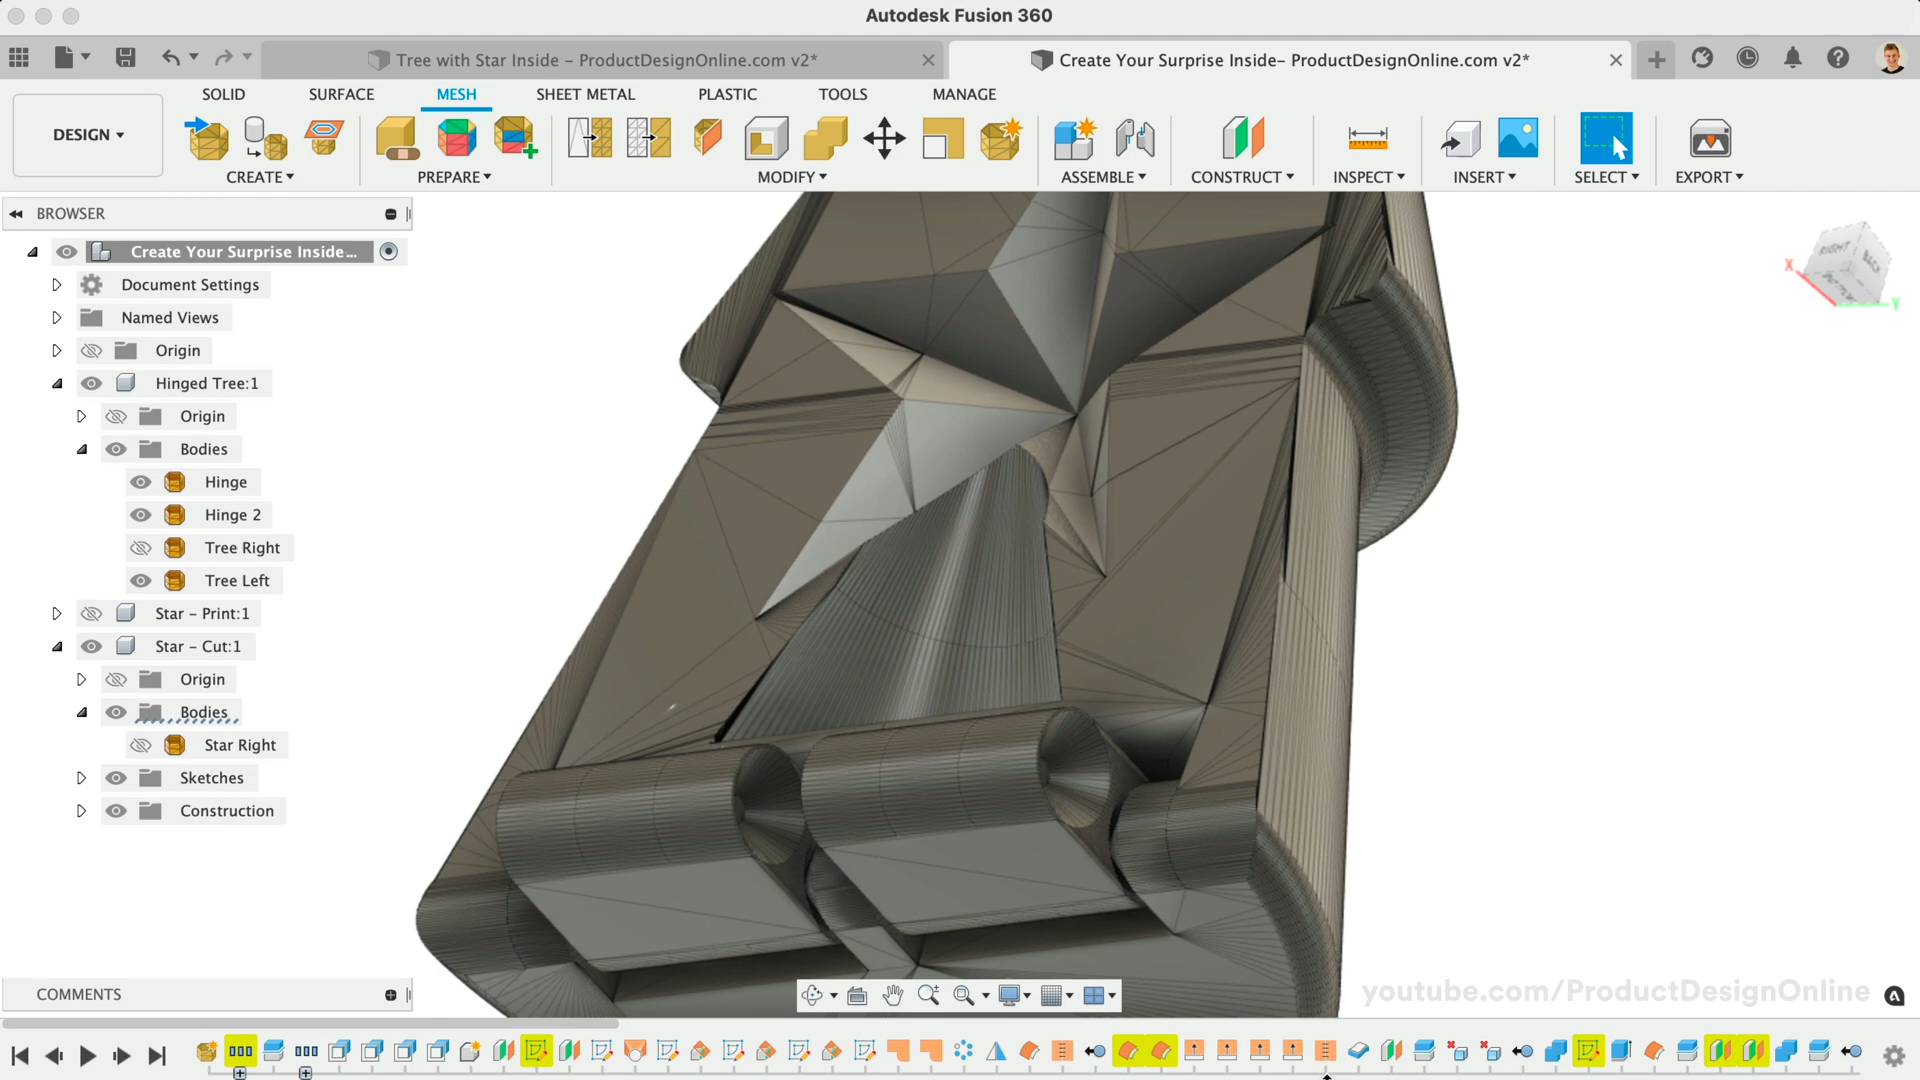 Autodesk Fusion 360
Tree with Star Inside – ProductDesignOnline.com v2*
Create Your Surprise Inside– ProductDesignOnline.com v2*
DESIGN
SOLID SURFACE MESH SHEET METAL PLASTIC TOOLS MANAGE
CREATE PREPARE MODIFY ASSEMBLE CONSTRUCT INSPECT INSERT SELECT EXPORT
BROWSER
Create Your Surprise Inside...
Document Settings
Named Views
Origin
Hinged Tree:1
Origin
Bodies
Hinge
Hinge 2
Tree Right
Tree Left
Star – Print:1
Star – Cut:1
Origin
Bodies
Star Right
Sketches
Construction
RIGHT
BACK
X
Y
COMMENTS
youtube.com/ProductDesignOnline